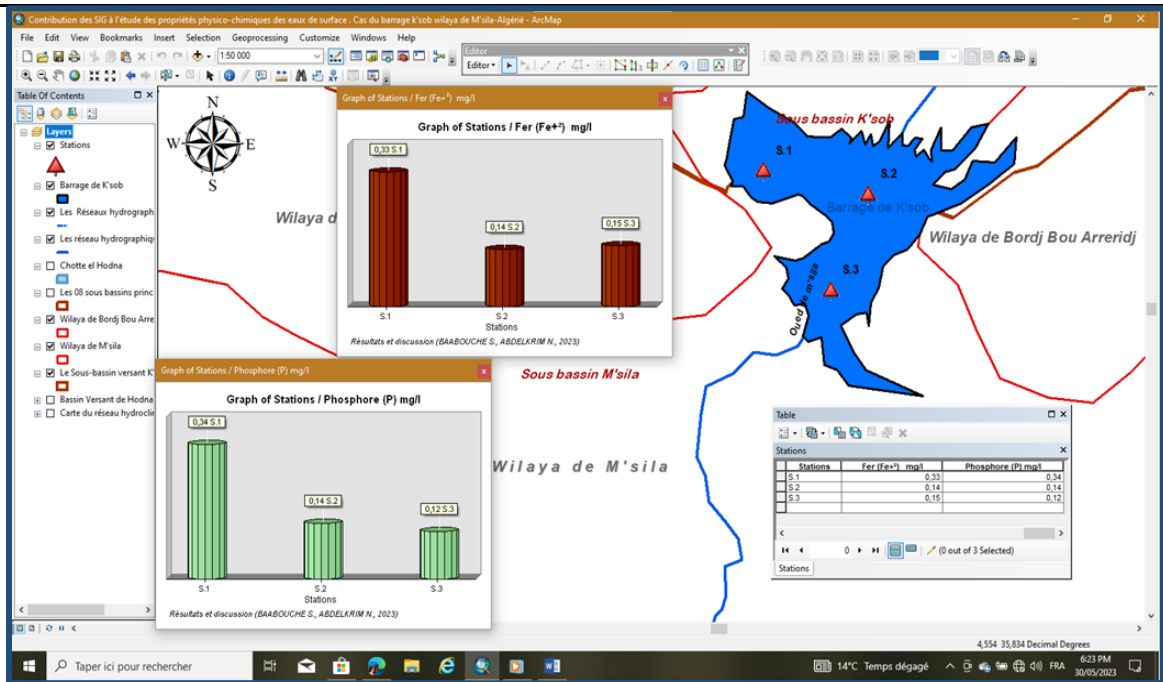 Contribution des SIG à l'étude des propriétés physico-chimiques des eaux de surface . Cas du barrage k'sob wilaya de M'sila-Algérié - ArcMap
File Edit View Bookmarks Insert Selection Geoprocessing Customize Windows Help
1:50 000
Editor
Editor
Table Of Contents
Layers
Stations
Barrage de K'sob
Les Réseaux hydrograph
Les réseau hydrographiqu
Chotte el Hodna
Les 08 sous bassins princ
Wilaya de Bordj Bou Arre
Wilaya de M'sila
Le Sous-bassin versant K'
Bassin Versant de Hodna
Carte du réseau hydroclir
N
W E
S
Wilaya d
Graph of Stations / Fer (Fe+²) mg/l
Graph of Stations / Fer (Fe+²) mg/l
0,33 S.1
0,14 S.2
0,15 S.3
S.1 S.2 S.3
Stations
Résultats et discussion (BAABOUCHE S., ABDELKRIM N., 2023)
Sous bassin K'sob
S.1
S.2
Barrage de K'sob
Wilaya de Bordj Bou Arreridj
S.3
Oued de m'sila
Graph of Stations / Phosphore (P) mg/l
Graph of Stations / Phosphore (P) mg/l
0,34 S.1
0,14 S.2
0,12 S.3
S.1 S.2 S.3
Stations
Résultats et discussion (BAABOUCHE S., ABDELKRIM N., 2023)
Sous bassin M'sila
Wilaya de M'sila
Table
Stations
Stations Fer (Fe+²) mg/l Phosphore (P) mg/l
S.1 0,33 0,34
S.2 0,14 0,14
S.3 0,15 0,12
0 (0 out of 3 Selected)
Stations
4,554 35,834 Decimal Degrees
Taper ici pour rechercher
14°C Temps dégagé
FRA
6:23 PM
30/05/2023